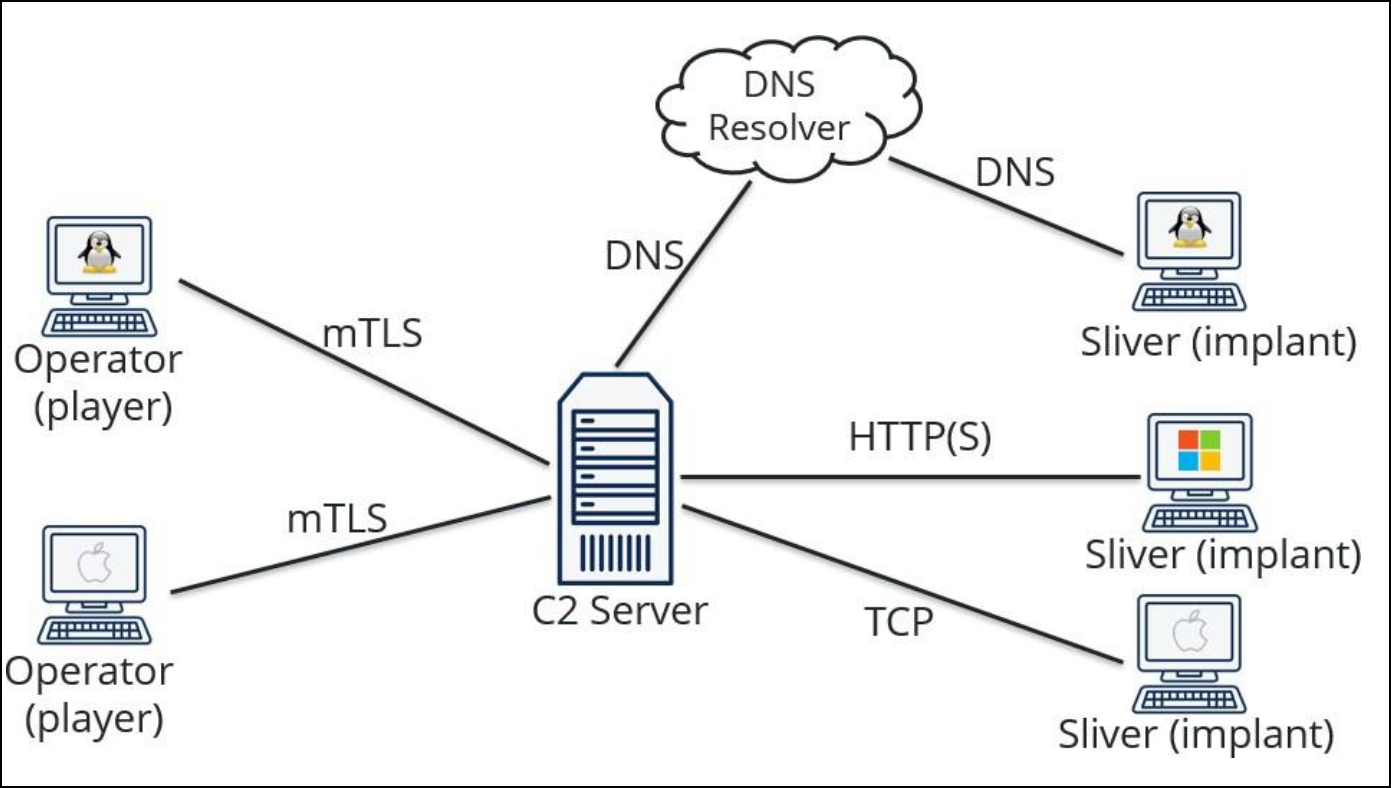 DNS
Resolver
DNS
DNS
Operator
(player)
mTLS
Sliver (implant)
HTTP(S)
mTLS
Sliver (implant)
C2 Server
TCP
Operator
(player)
Sliver (implant)